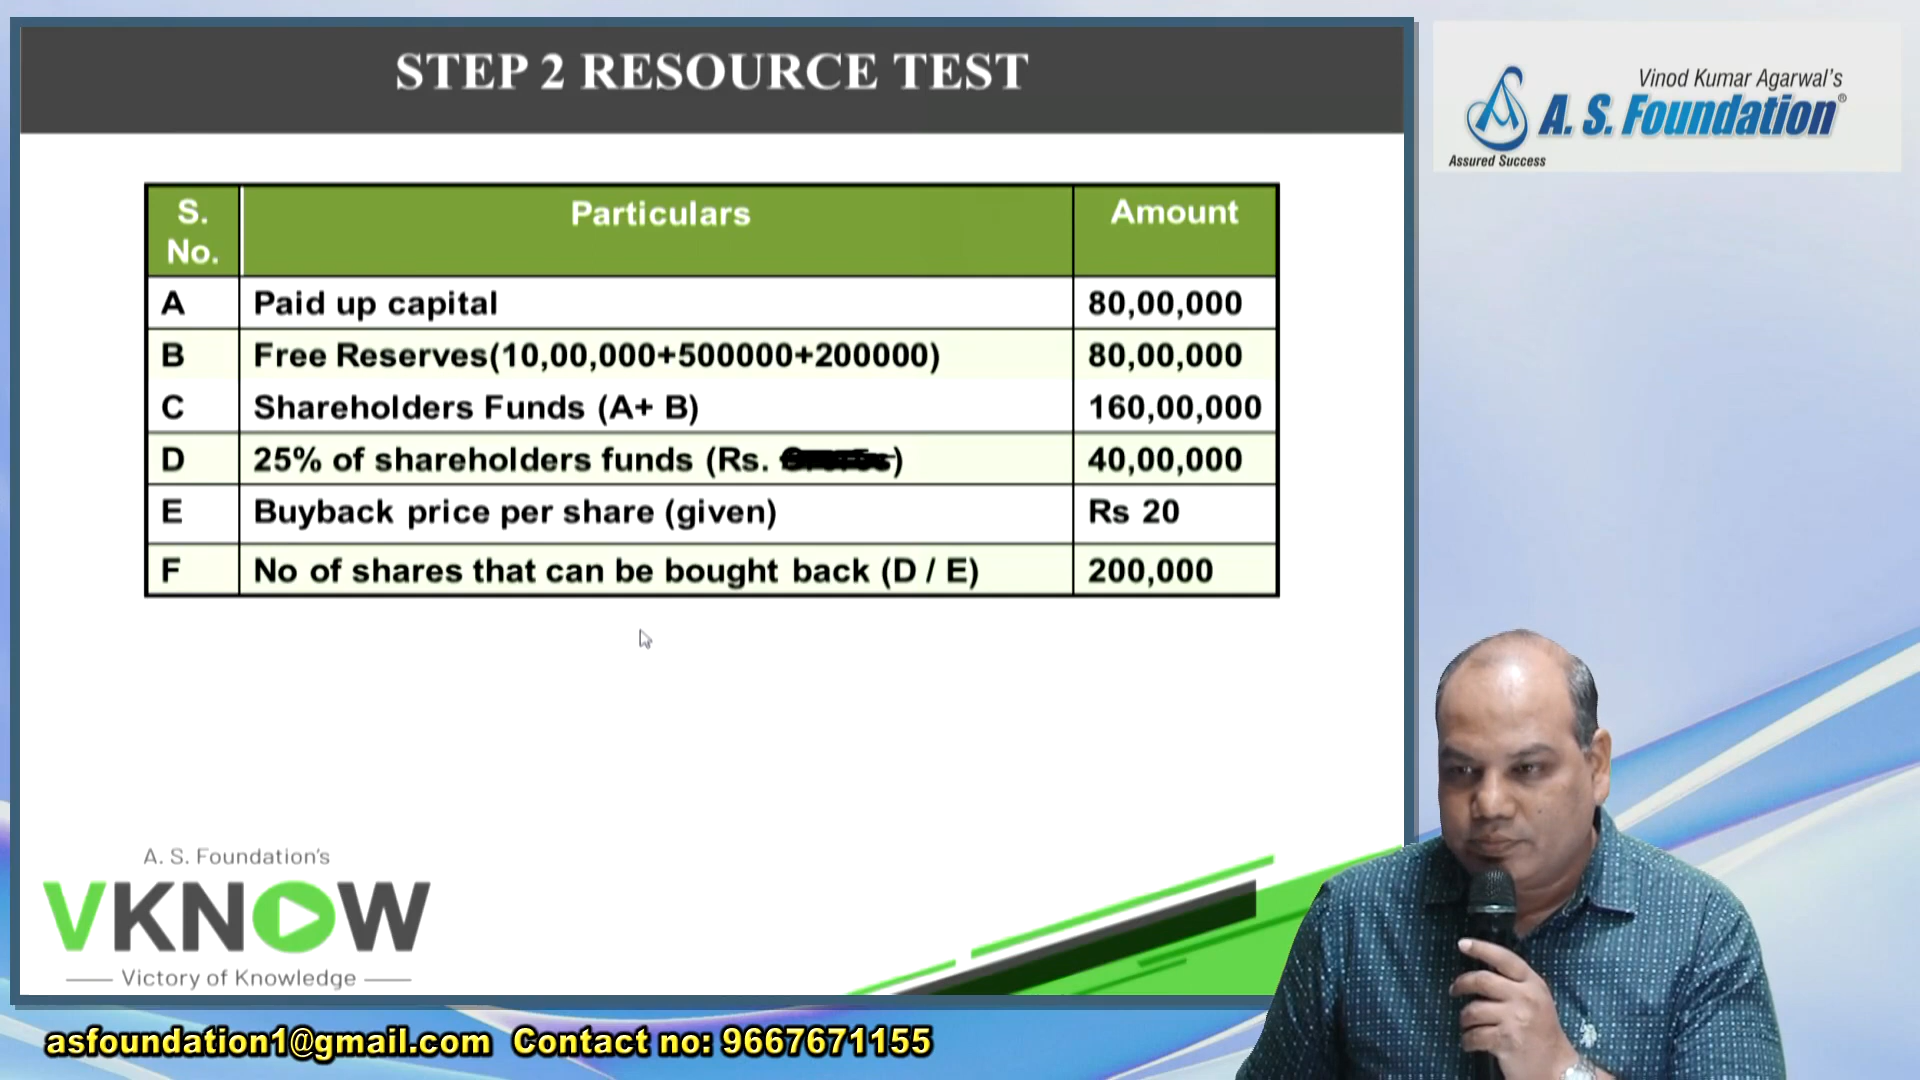 STEP 2 RESOURCE TEST
Vinod Kumar Agarwal's
A. S. Foundation®
Assured Success
S. No. Particulars Amount
A Paid up capital 80,00,000
B Free Reserves(10,00,000+500000+200000) 80,00,000
C Shareholders Funds (A+ B) 160,00,000
D 25% of shareholders funds (Rs. ) 40,00,000
E Buyback price per share (given) Rs 20
F No of shares that can be bought back (D / E) 200,000
A. S. Foundation's
VKNOW
Victory of Knowledge
asfoundation1@gmail.com Contact no: 9667671155